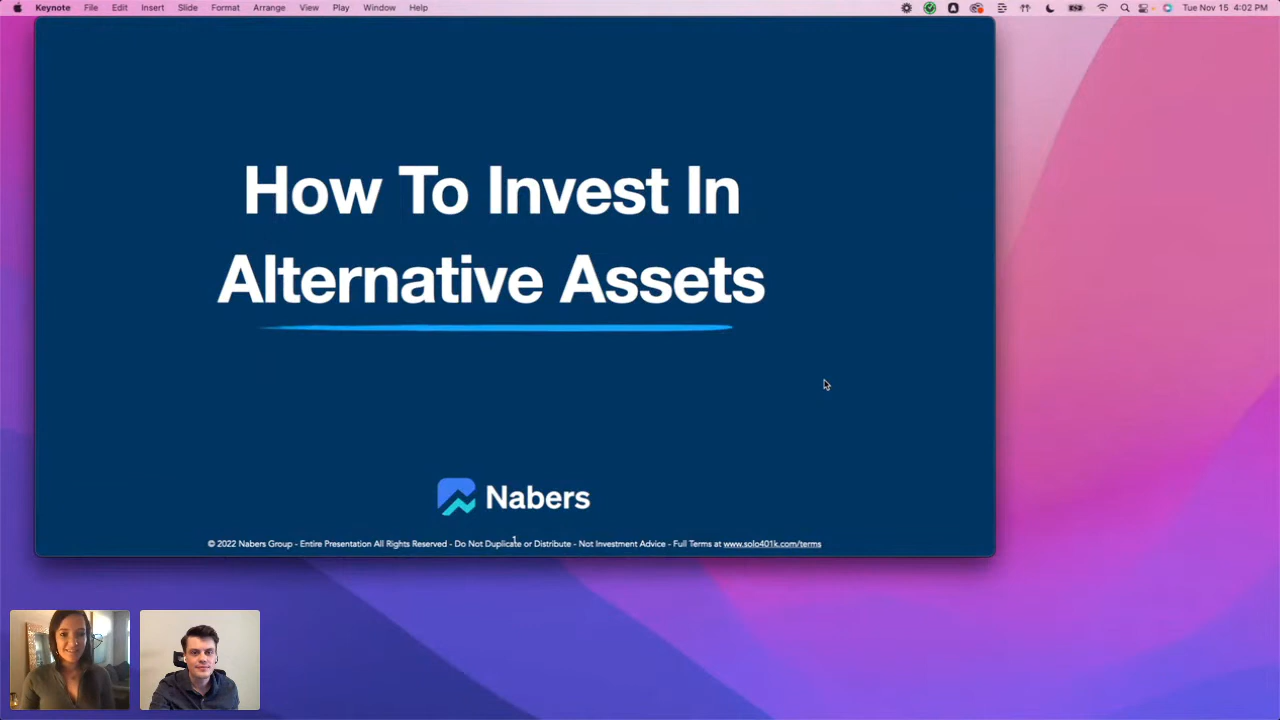 Keynote File Edit Insert Slide Format Arrange View Play Window Help Tue Nov 15 4:02 PM
How To Invest In
Alternative Assets
Nabers
1
© 2022 Nabers Group - Entire Presentation All Rights Reserved - Do Not Duplicate or Distribute - Not Investment Advice - Full Terms at www.solo401k.com/terms